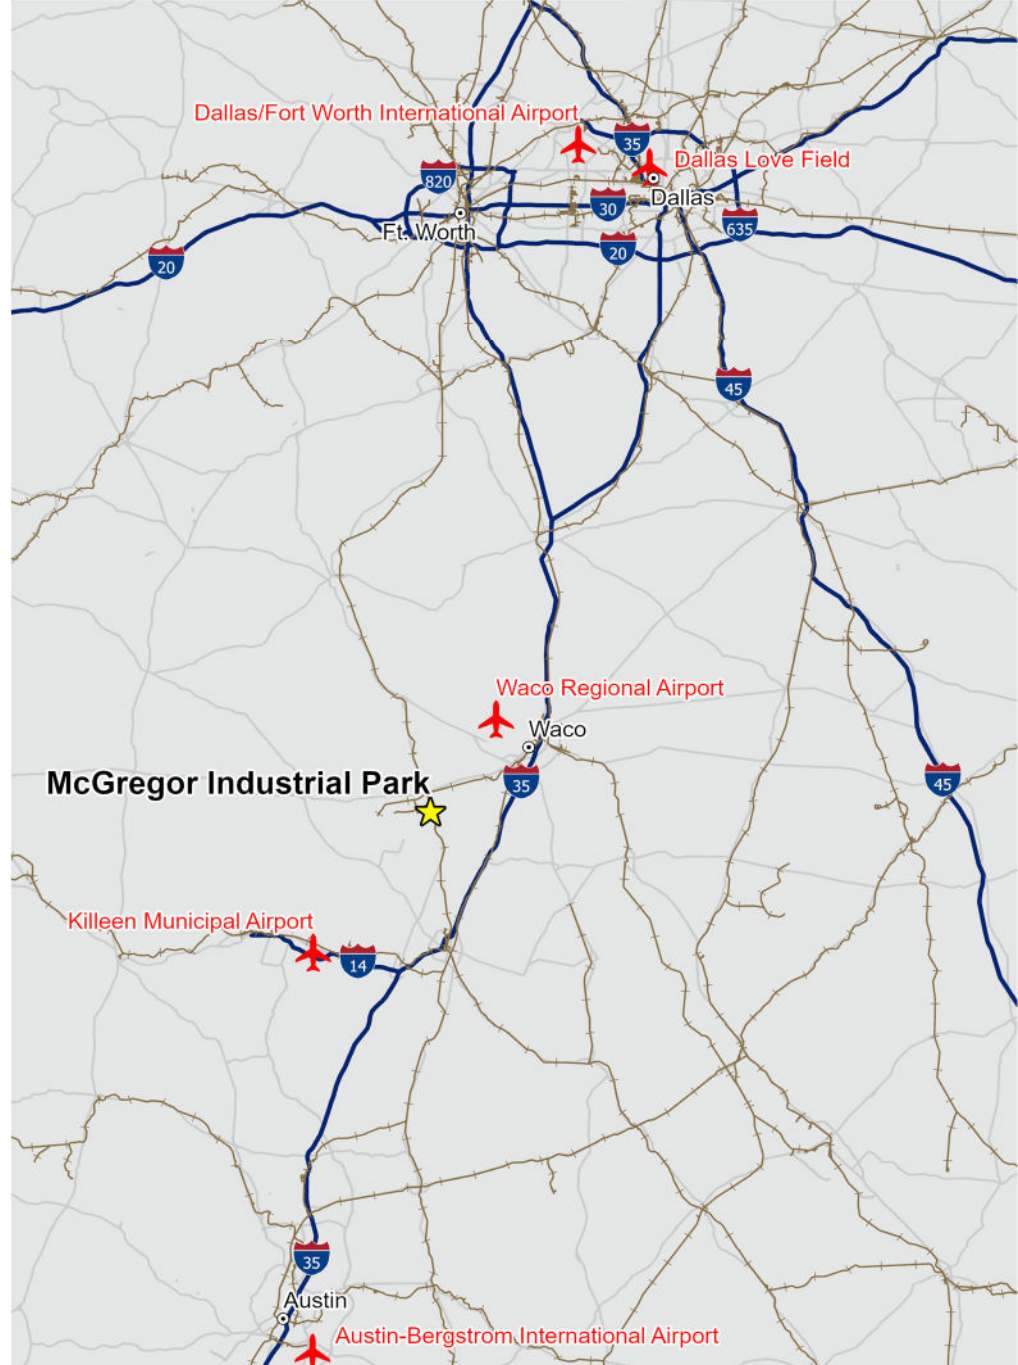 Dallas/Fort Worth International Airport
35
Dallas Love Field
820
Dallas
30
Ft. Worth
635
20
20
45
Waco Regional Airport
Waco
McGregor Industrial Park
35
45
Killeen Municipal Airport
14
35
Austin
Austin-Bergstrom International Airport